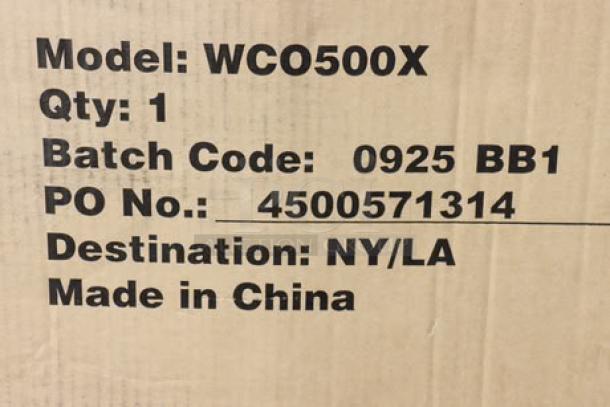 Model: WCO500X
Qty: 1
Batch Code: 0925 BB1
PO No.: 4500571314
Destination: NY/LA
Made in China